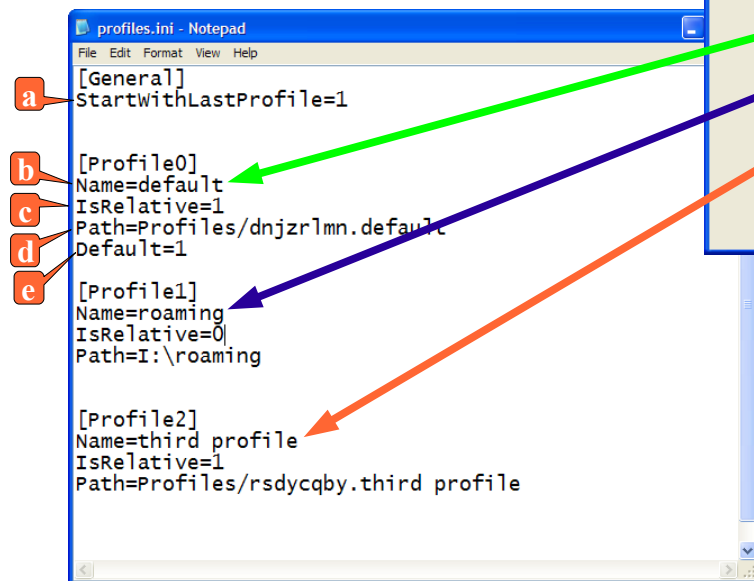 profiles.ini - Notepad
File Edit Format View Help
[General]
a StartWithLastProfile=1
[Profile0]
b Name=default
c IsRelative=1
d Path=Profiles/dnjzrlmn.default
e Default=1
[Profile1]
Name=roaming
IsRelative=0
Path=I:\roaming
[Profile2]
Name=third profile
IsRelative=1
Path=Profiles/rsdycqby.third profile